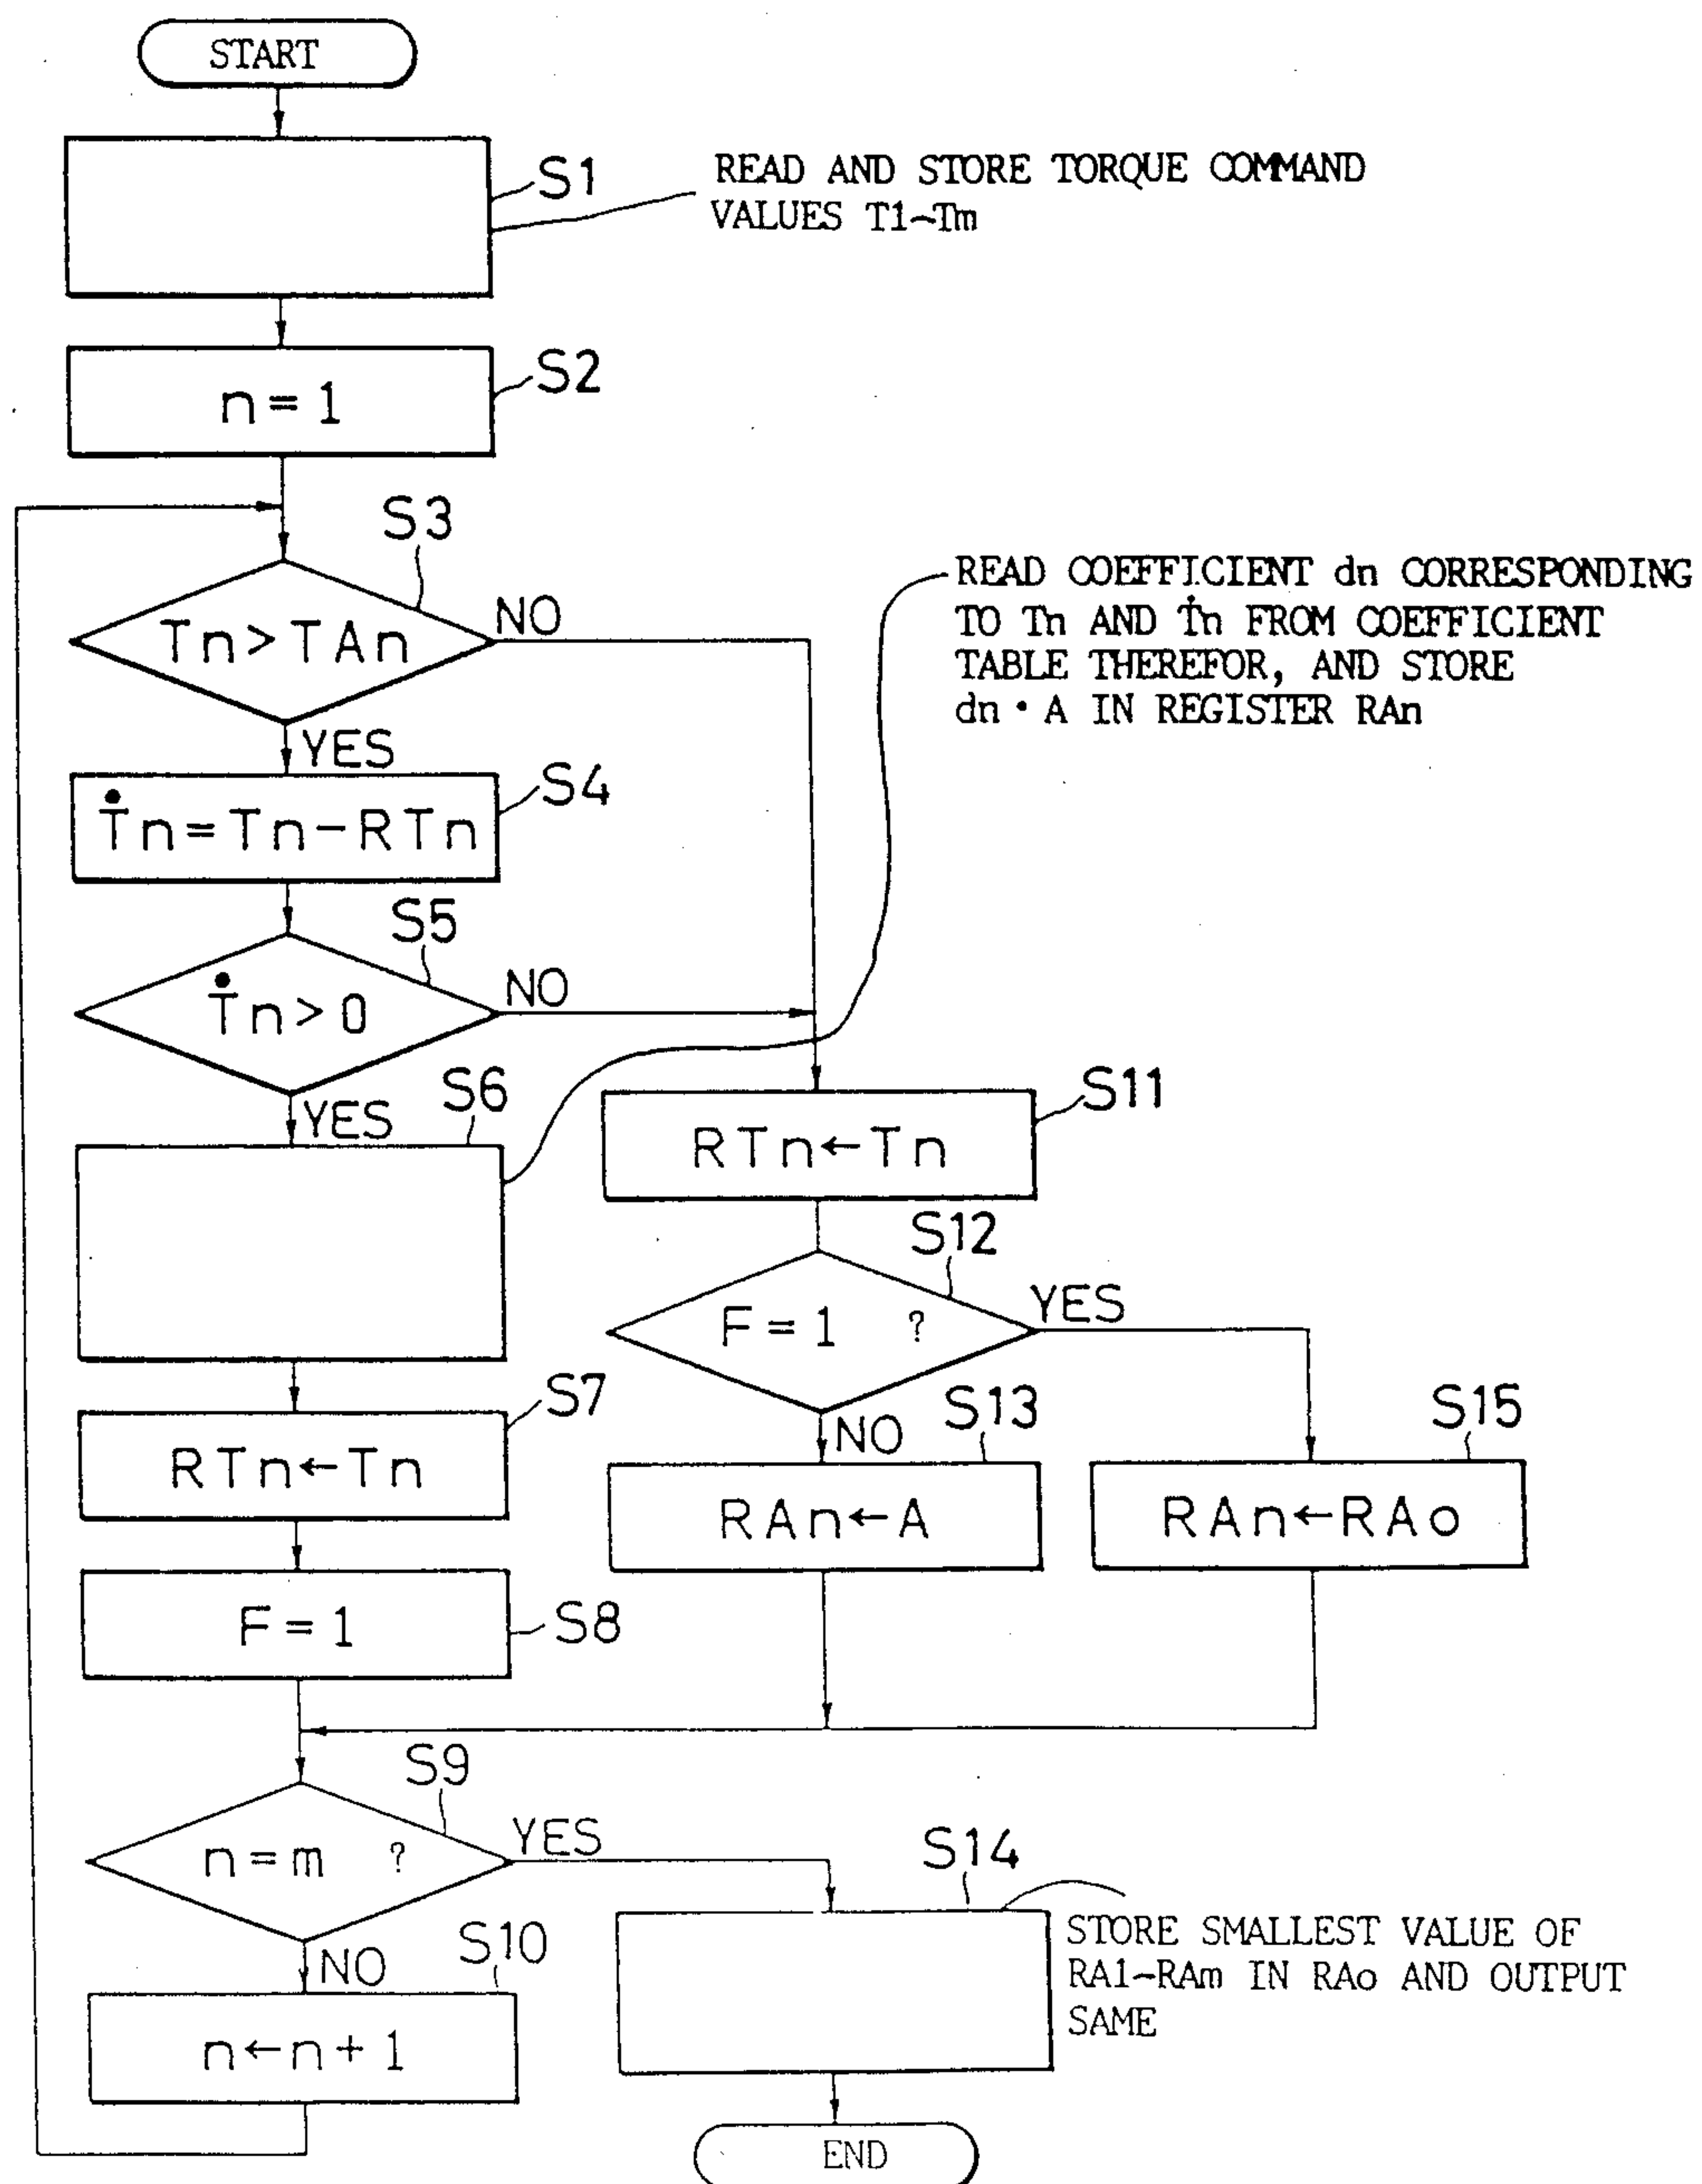 START
S1
READ AND STORE TORQUE COMMAND
VALUES T1~Tm
S2
n=1
S3
Tn>TAn
NO
YES
READ COEFFICIENT dn CORRESPONDING
TO Tn AND Ṫn FROM COEFFICIENT
TABLE THEREFOR, AND STORE
dn・A IN REGISTER RAn
S4
Ṫn=Tn-RTn
S5
Ṫn>0
NO
YES
S6
S11
RTn←Tn
S12
F=1 ?
YES
NO
S7
RTn←Tn
S13
RAn←A
S15
RAn←RAo
S8
F=1
S9
n=m ?
YES
NO
S14
STORE SMALLEST VALUE OF
RA1~RAm IN RAo AND OUTPUT
SAME
S10
n←n+1
END